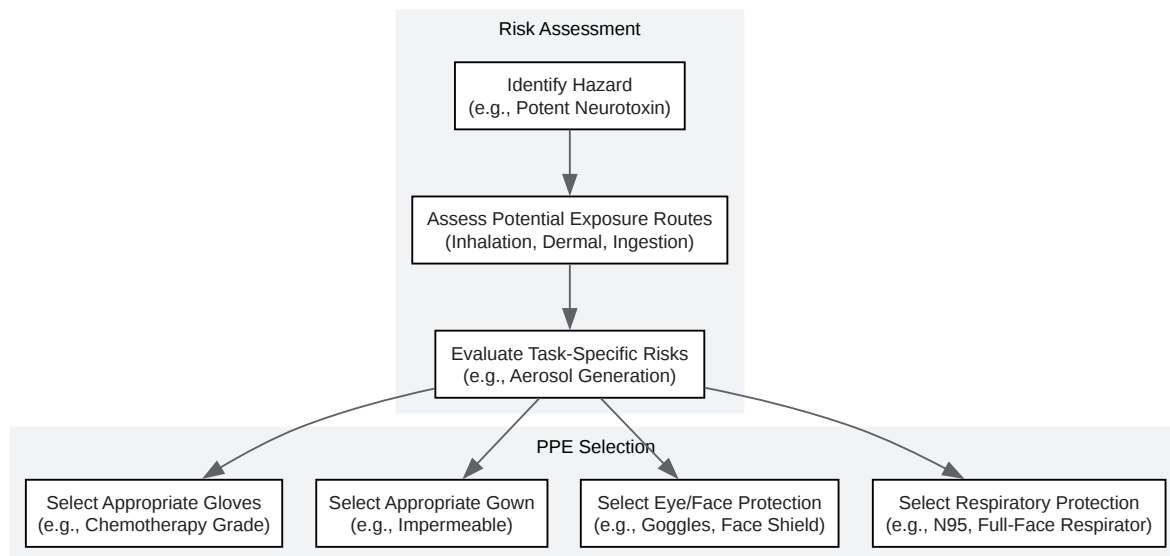 Risk Assessment
Identify Hazard
(e.g., Potent Neurotoxin)
Assess Potential Exposure Routes
(Inhalation, Dermal, Ingestion)
Evaluate Task-Specific Risks
(e.g., Aerosol Generation)
PPE Selection
Select Appropriate Gloves
(e.g., Chemotherapy Grade)
Select Appropriate Gown
(e.g., Impermeable)
Select Eye/Face Protection
(e.g., Goggles, Face Shield)
Select Respiratory Protection
(e.g., N95, Full-Face Respirator)